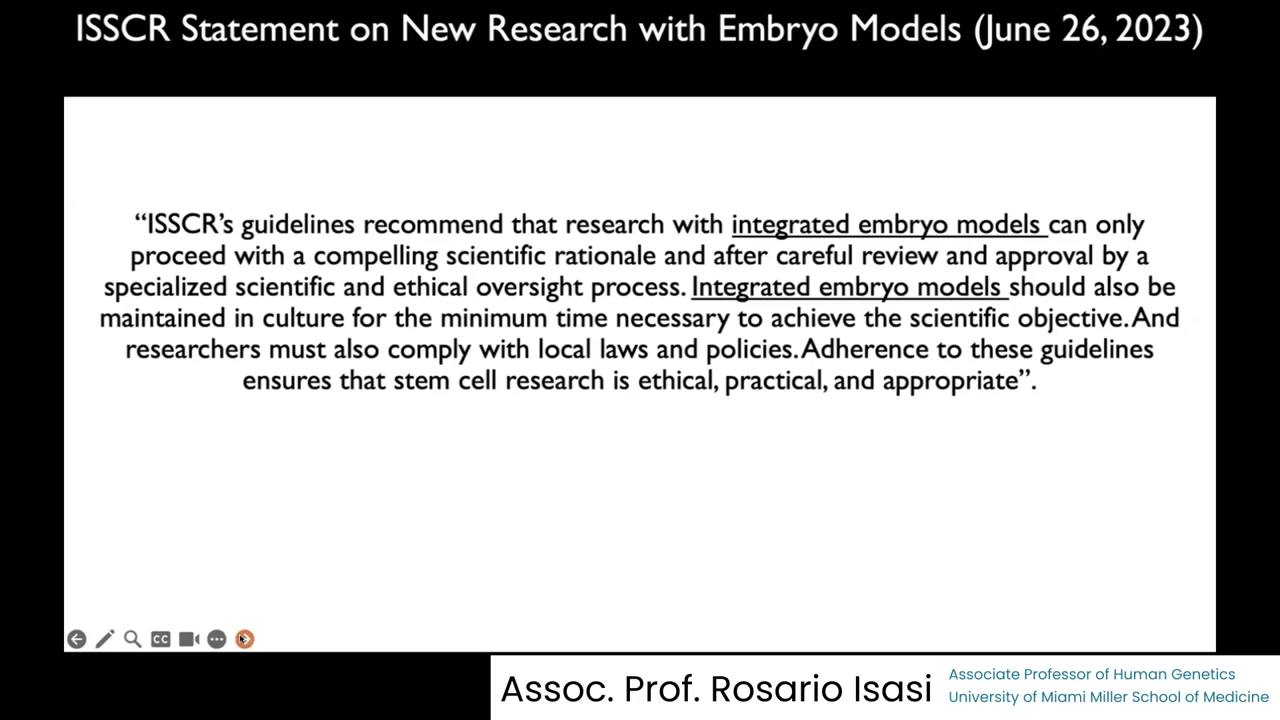 ISSCR Statement on New Research with Embryo Models (June 26, 2023)
“ISSCR’s guidelines recommend that research with integrated embryo models can only
proceed with a compelling scientific rationale and after careful review and approval by a
specialized scientific and ethical oversight process. Integrated embryo models should also be
maintained in culture for the minimum time necessary to achieve the scientific objective. And
researchers must also comply with local laws and policies. Adherence to these guidelines
ensures that stem cell research is ethical, practical, and appropriate”.
CC
Assoc. Prof. Rosario Isasi
Associate Professor of Human Genetics
University of Miami Miller School of Medicine